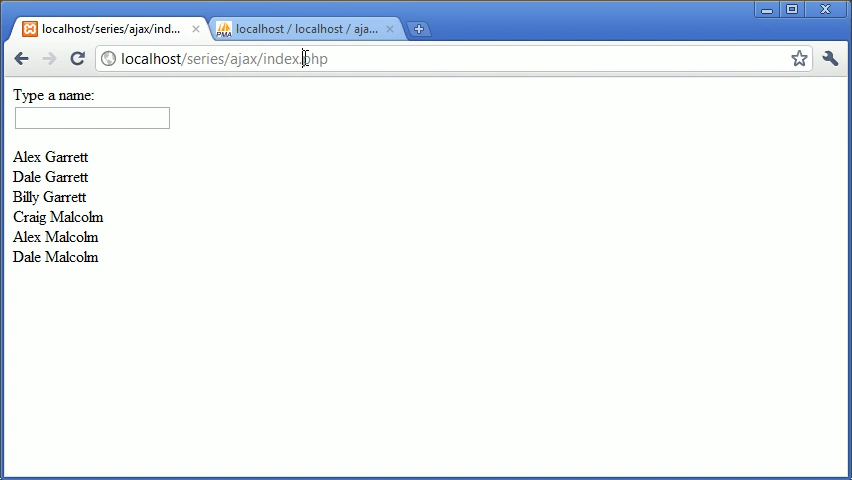 localhost/series/ajax/ind...
localhost / localhost / aja...
localhost/series/ajax/index.php
Type a name:
Alex Garrett
Dale Garrett
Billy Garrett
Craig Malcolm
Alex Malcolm
Dale Malcolm